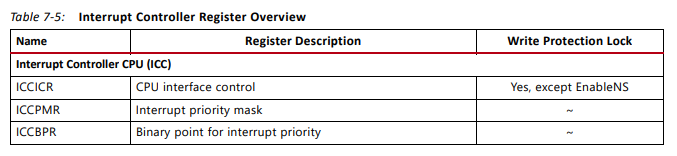 Table 7-5: Interrupt Controller Register Overview
Name Register Description Write Protection Lock
Interrupt Controller CPU (ICC)
ICCICR CPU interface control Yes, except EnableNS
ICCPMR Interrupt priority mask ~
ICCBPR Binary point for interrupt priority ~